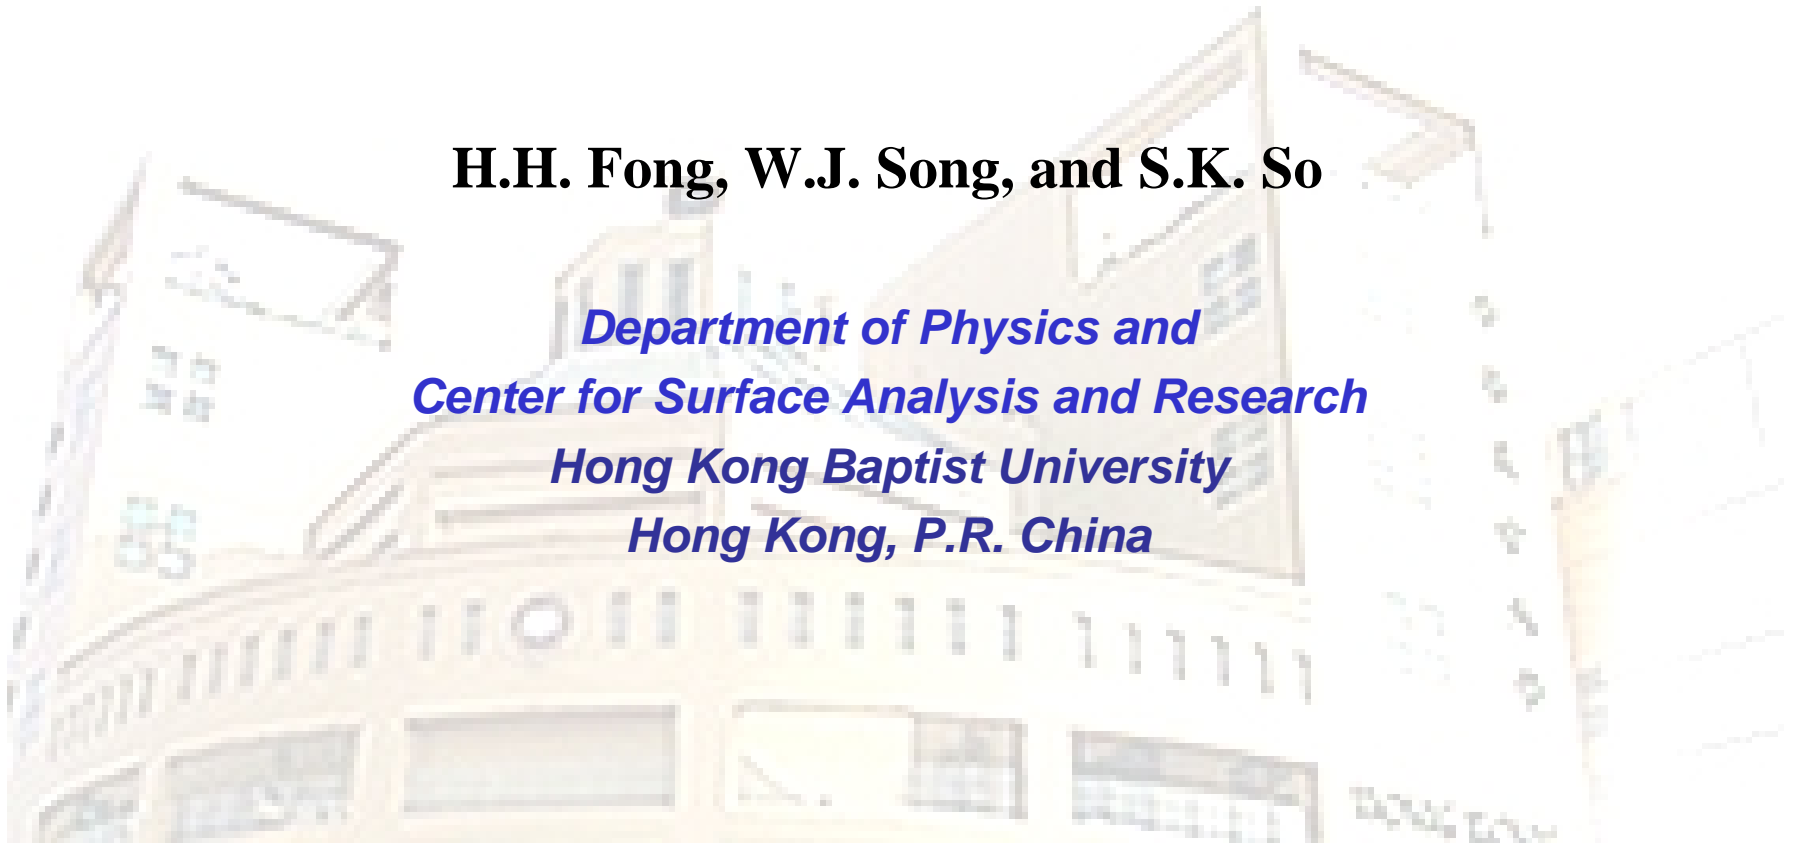 H.H. Fong, W.J. Song, and S.K. So
Department of Physics and
Center for Surface Analysis and Research
Hong Kong Baptist University
Hong Kong, P.R. China